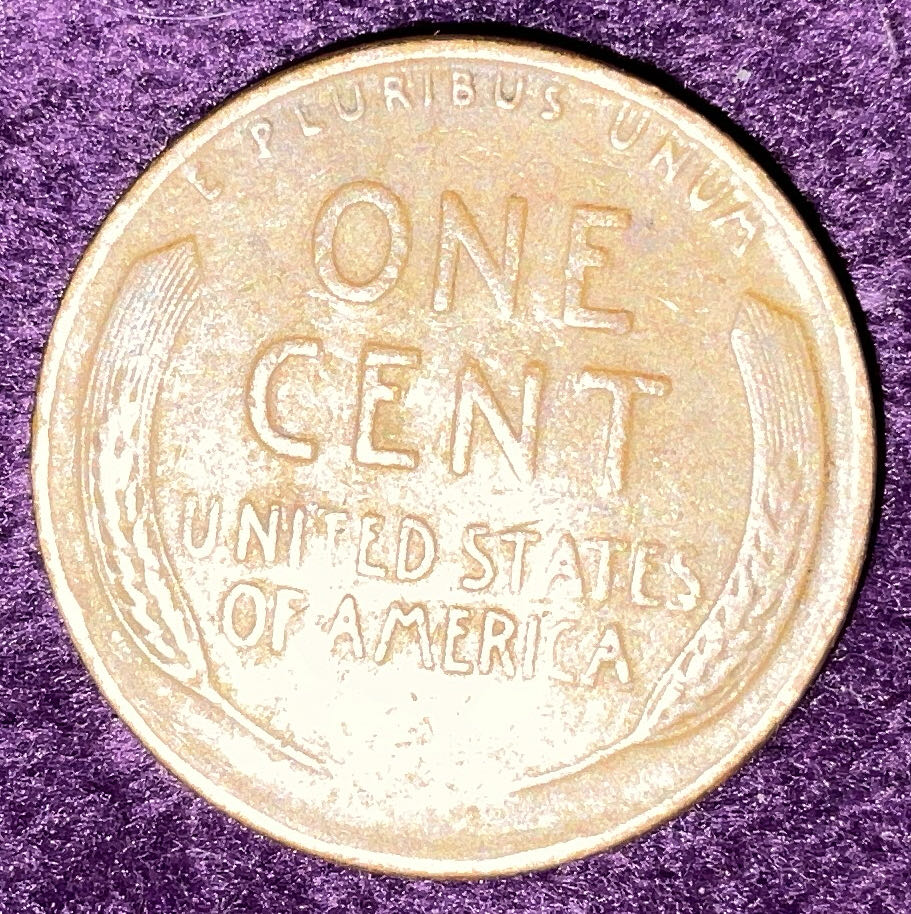 E PLURIBUS UNUM
ONE
CENT
UNITED STATES
OF AMERICA